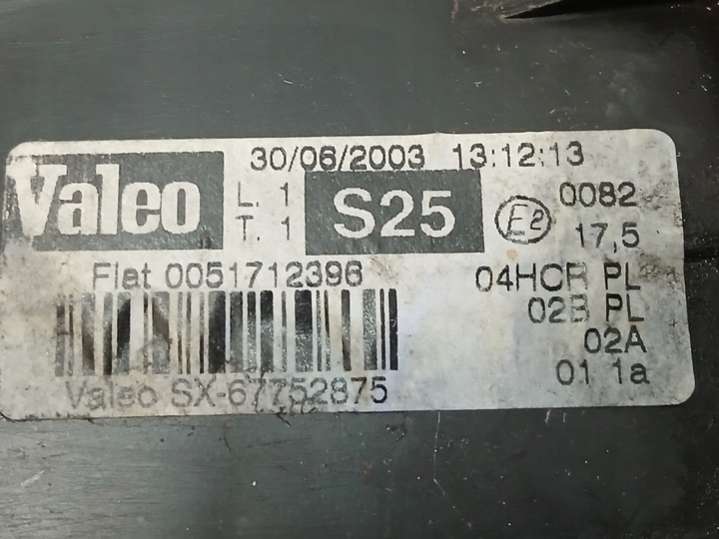 30/06/2003 13:12:13
Valeo
L. 1
T. 1
S25
E2
0082
17,5
Fiat 0051712396
04HCR PL
02B PL
02A
01 1a
Valeo SX-67752875